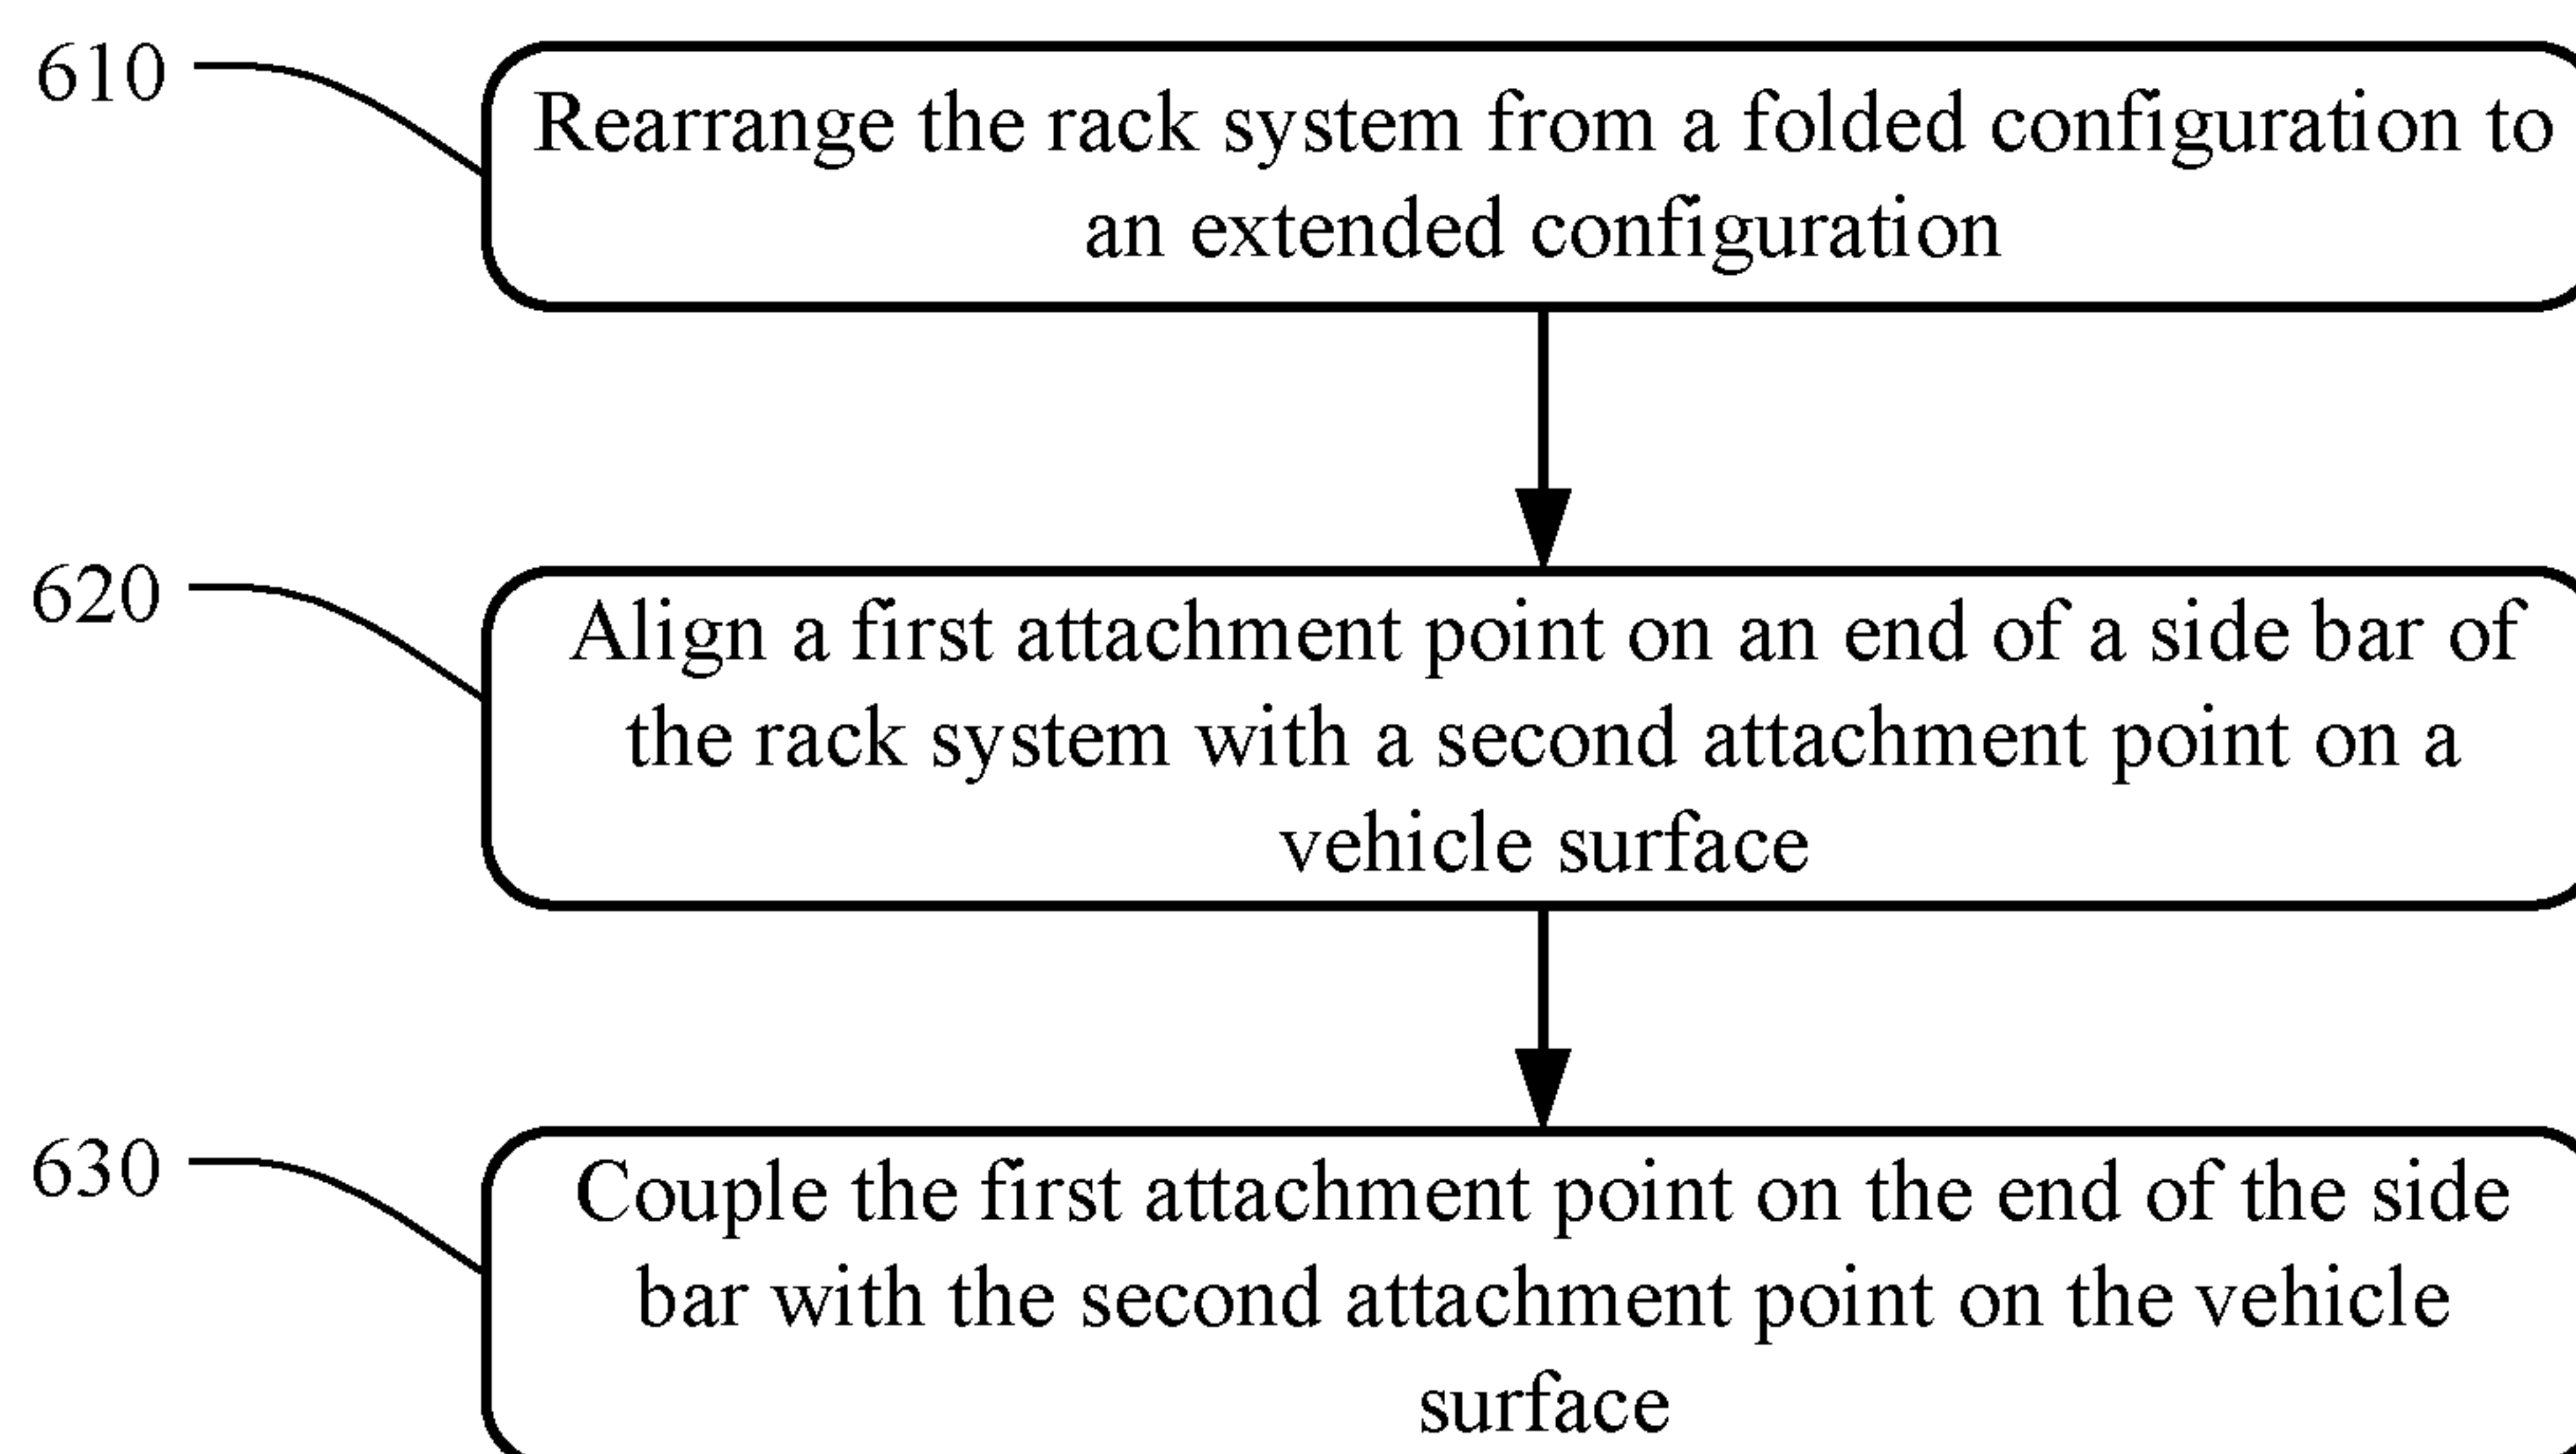 610
Rearrange the rack system from a folded configuration to
an extended configuration
620
Align a first attachment point on an end of a side bar of
the rack system with a second attachment point on a
vehicle surface
630
Couple the first attachment point on the end of the side
bar with the second attachment point on the vehicle
surface